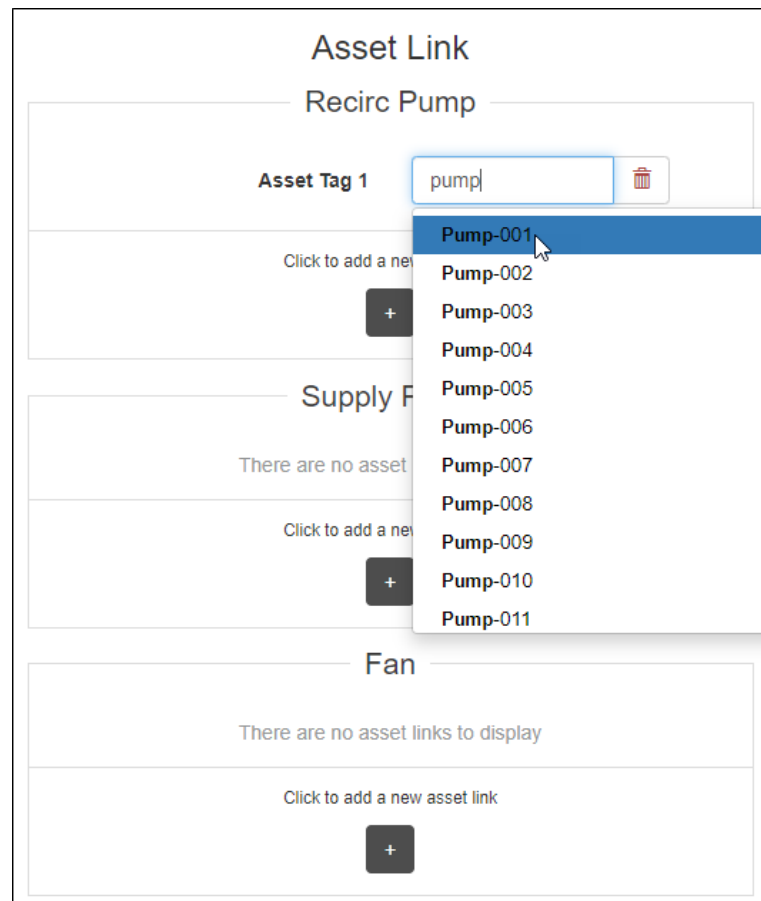 Asset Link
Recirc Pump
Asset Tag 1 pump
Pump-001
Click to add a
Pump-002
+
Pump-003
Pump-004
Pump-005
Supply
Pump-006
There are no asset
Pump-007
Pump-008
Click to add a
Pump-009
+
Pump-010
Pump-011
Fan
There are no asset links to display
Click to add a new asset link
+